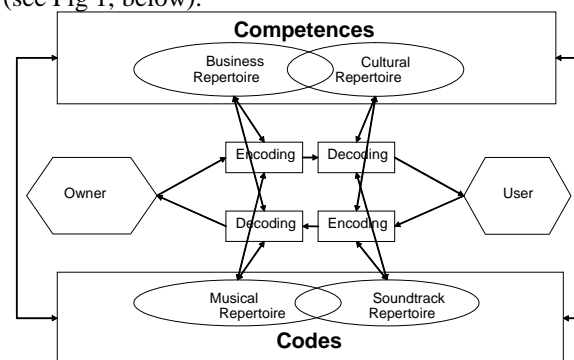 (see Fig 1, below).
Competences
Business
Repertoire
Cultural
Repertoire
Encoding
Decoding
Owner
User
Decoding
Encoding
Musical
Repertoire
Soundtrack
Repertoire
Codes